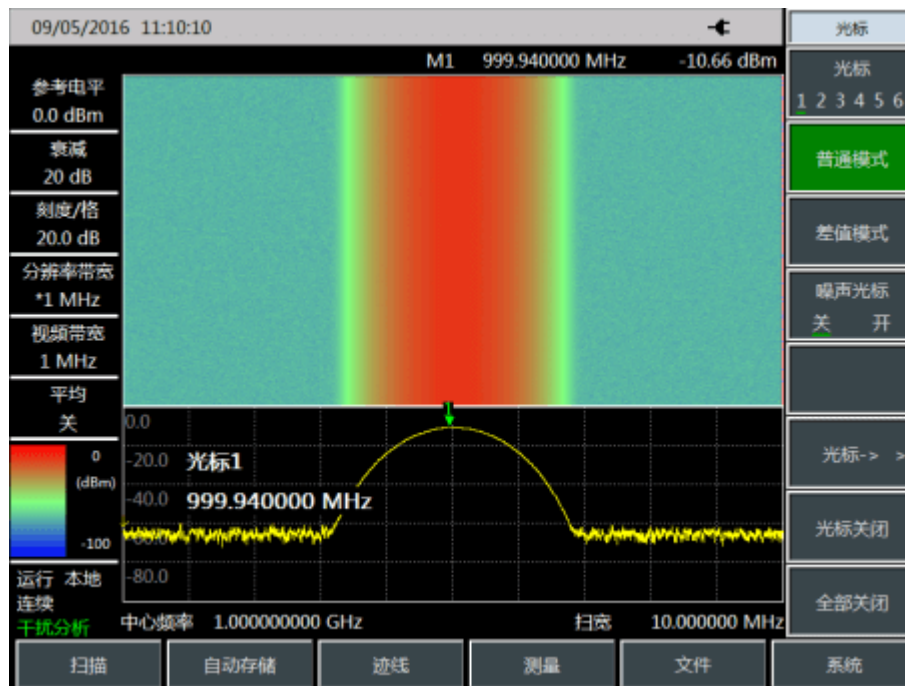 09/05/2016 11:10:10
M1 999.940000 MHz -10.66 dBm
参考电平
0.0 dBm
衰减
20 dB
刻度/格
20.0 dB
分辨率带宽
*1 MHz
视频带宽
1 MHz
平均
关
0
(dBm)
-100
运行 本地
连续
干扰分析
0.0
-20.0
-40.0
-60.0
-80.0
1
光标1
999.940000 MHz
中心频率 1.000000000 GHz 扫宽 10.000000 MHz
光标
光标
1 2 3 4 5 6
普通模式
差值模式
噪声光标
关 开
光标-> >
光标关闭
全部关闭
扫描 自动存储 迹线 测量 文件 系统